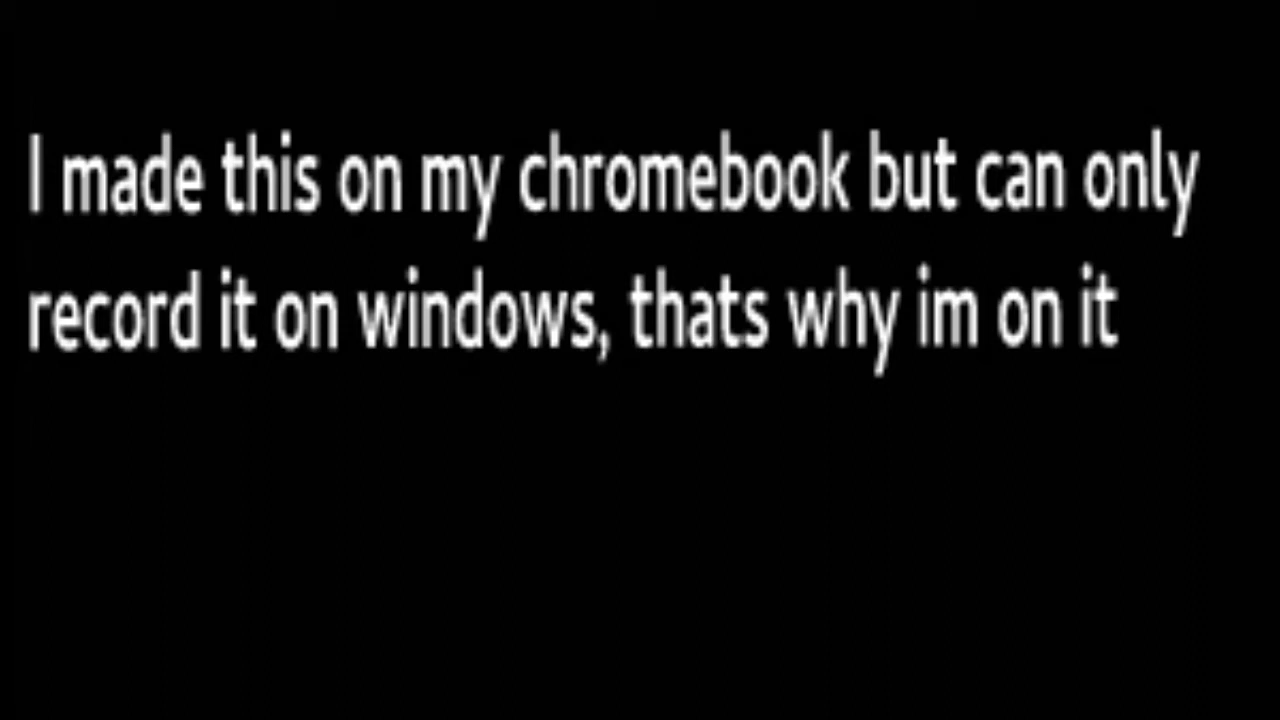 I made this on my chromebook but can only
record it on windows, thats why im on it